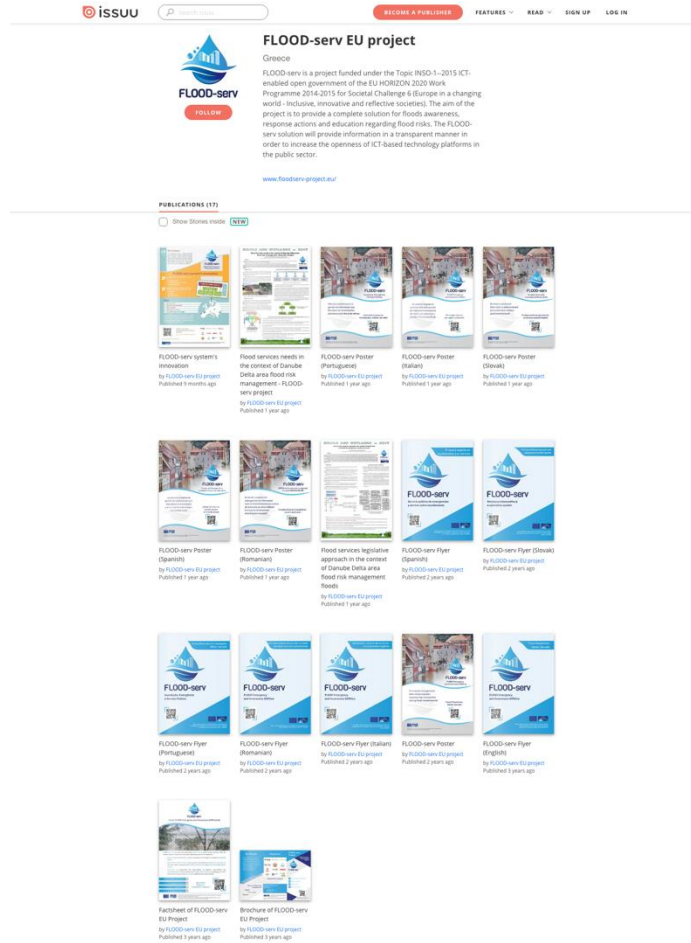 issuu
BECOME A PUBLISHER
FEATURES
READ
SIGN UP
LOG IN
FLOOD-serv EU project
Greece
FLOOD-serv is a project funded under the Topic INSO-1--2015 ICT-
enabled open government of the EU HORIZON 2020 Work
Programme 2014-2015 for Societal Challenge 6 (Europe in a changing
world - Inclusive, innovative and reflective societies). The aim of the
project is to provide a complete solution for floods awareness,
response actions and education regarding flood risks. The FLOOD-
serv solution will provide information in a transparent manner in
order to increase the openness of ICT-based technology platforms in
the public sector.
FLOOD-serv
FOLLOW
www.floodserv-project.eu/
PUBLICATIONS (17)
Show Stories inside NEW
FLOOD-serv system's
innovation
by FLOOD-serv EU project
Published 9 months ago
Flood services needs in
the context of Danube
Delta area flood risk
management - FLOOD-
serv project
by FLOOD-serv EU project
Published 1 year ago
FLOOD-serv Poster
(Portuguese)
by FLOOD-serv EU project
Published 1 year ago
FLOOD-serv Poster
(Italian)
by FLOOD-serv EU project
Published 1 year ago
FLOOD-serv Poster
(Slovak)
by FLOOD-serv EU project
Published 1 year ago
FLOOD-serv Poster
(Spanish)
by FLOOD-serv EU project
Published 1 year ago
FLOOD-serv Poster
(Romanian)
by FLOOD-serv EU project
Published 1 year ago
Flood services legislative
approach in the context
of Danube Delta area
flood risk management
floods
by FLOOD-serv EU project
Published 1 year ago
FLOOD-serv
FLOOD-serv Flyer
(Spanish)
by FLOOD-serv EU project
Published 2 years ago
FLOOD-serv
FLOOD-serv Flyer (Slovak)
by FLOOD-serv EU project
Published 2 years ago
FLOOD-serv
FLOOD-serv Flyer
(Portuguese)
by FLOOD-serv EU project
Published 2 years ago
FLOOD-serv
FLOOD-serv Flyer
(Romanian)
by FLOOD-serv EU project
Published 2 years ago
FLOOD-serv
FLOOD-serv Flyer (Italian)
by FLOOD-serv EU project
Published 2 years ago
FLOOD-serv Poster
by FLOOD-serv EU project
Published 2 years ago
FLOOD-serv
FLOOD-serv Flyer
(English)
by FLOOD-serv EU project
Published 3 years ago
Factsheet of FLOOD-serv
EU Project
by FLOOD-serv EU project
Published 3 years ago
Brochure of FLOOD-serv
EU Project
by FLOOD-serv EU project
Published 3 years ago